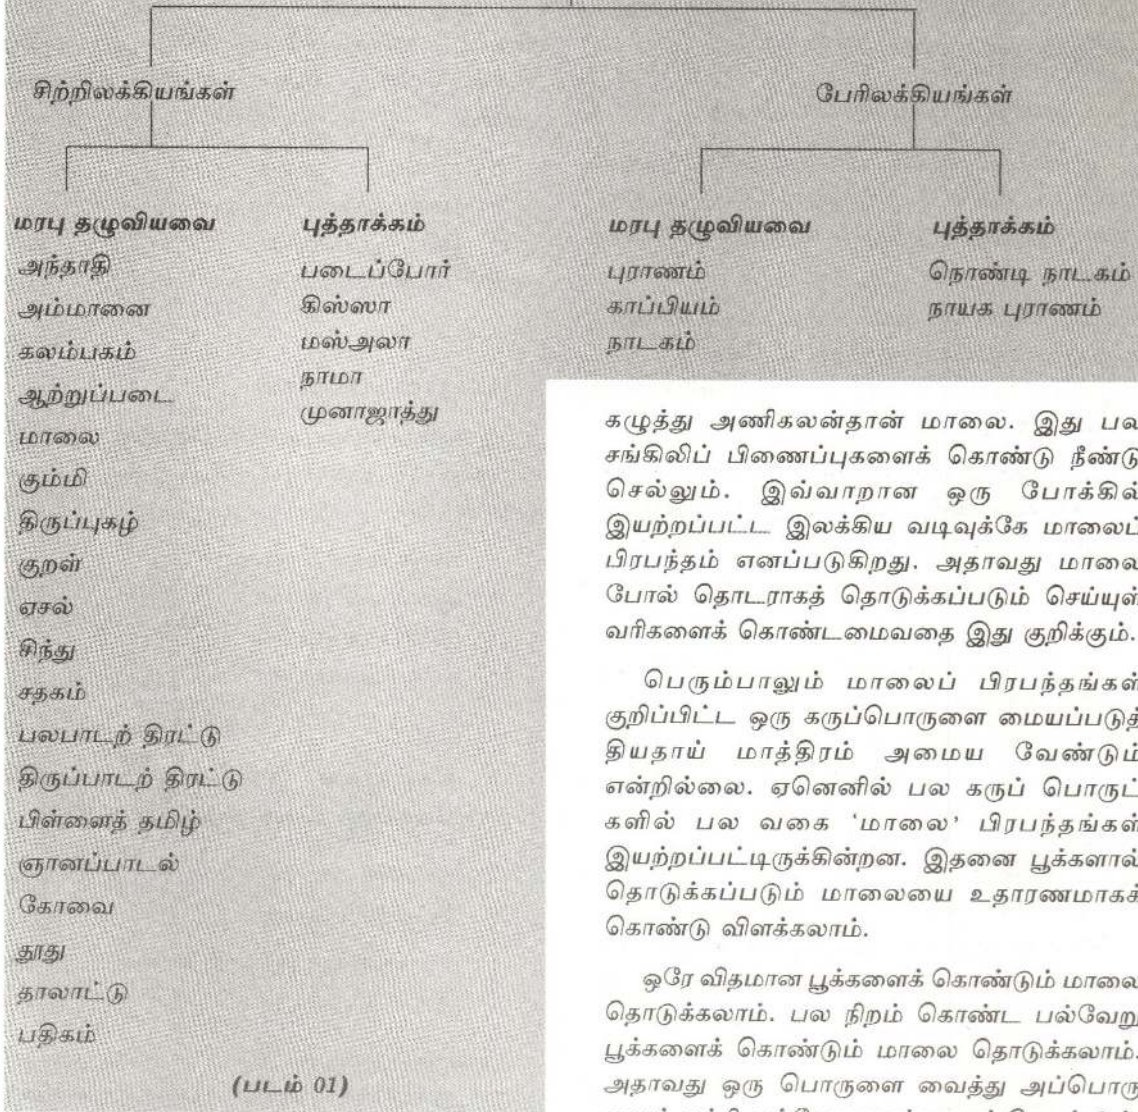 சிற்றிலக்கியங்கள்
பேரிலக்கியங்கள்
மரபு தழுவியவை
அந்தாதி
அம்மானை
கலம்பகம்
ஆற்றுப்படை
மாலை
கும்மி
திருப்புகழ்
குறள்
ஏசல்
சிந்து
சதகம்
பலபாடற் திரட்டு
திருப்பாடற் திரட்டு
பிள்ளைத் தமிழ்
ஞானப்பாடல்
கோவை
தூது
தாலாட்டு
பதிகம்
புத்தாக்கம்
படைப்போர்
கிஸ்ஸா
மஸ்அலா
நாமா
முனாஜாத்து
மரபு தழுவியவை
புராணம்
காப்பியம்
நாடகம்
புத்தாக்கம்
நொண்டி நாடகம்
நாயக புராணம்
(படம் 01)
கழுத்து அணிகலன்தான் மாலை. இது பல
சங்கிலிப் பிணைப்புகளைக் கொண்டு நீண்டு
செல்லும். இவ்வாறான ஒரு போக்கில்
இயற்றப்பட்ட இலக்கிய வடிவுக்கே மாலைப்
பிரபந்தம் எனப்படுகிறது. அதாவது மாலை
போல் தொடராகத் தொடுக்கப்படும் செய்யுள்
வரிகளைக் கொண்டமைவதை இது குறிக்கும்.
பெரும்பாலும் மாலைப் பிரபந்தங்கள்
குறிப்பிட்ட ஒரு கருப்பொருளை மையப்படுத்
தியதாய் மாத்திரம் அமைய வேண்டும்
என்றில்லை. ஏனெனில் பல கருப் பொருட்
களில் பல வகை 'மாலை' பிரபந்தங்கள்
இயற்றப்பட்டிருக்கின்றன. இதனை பூக்களால்
தொடுக்கப்படும் மாலையை உதாரணமாகக்
கொண்டு விளக்கலாம்.
ஒரே விதமான பூக்களைக் கொண்டும் மாலை
தொடுக்கலாம். பல நிறம் கொண்ட பல்வேறு
பூக்களைக் கொண்டும் மாலை தொடுக்கலாம்.
அதாவது ஒரு பொருளை வைத்து அப்பொரு